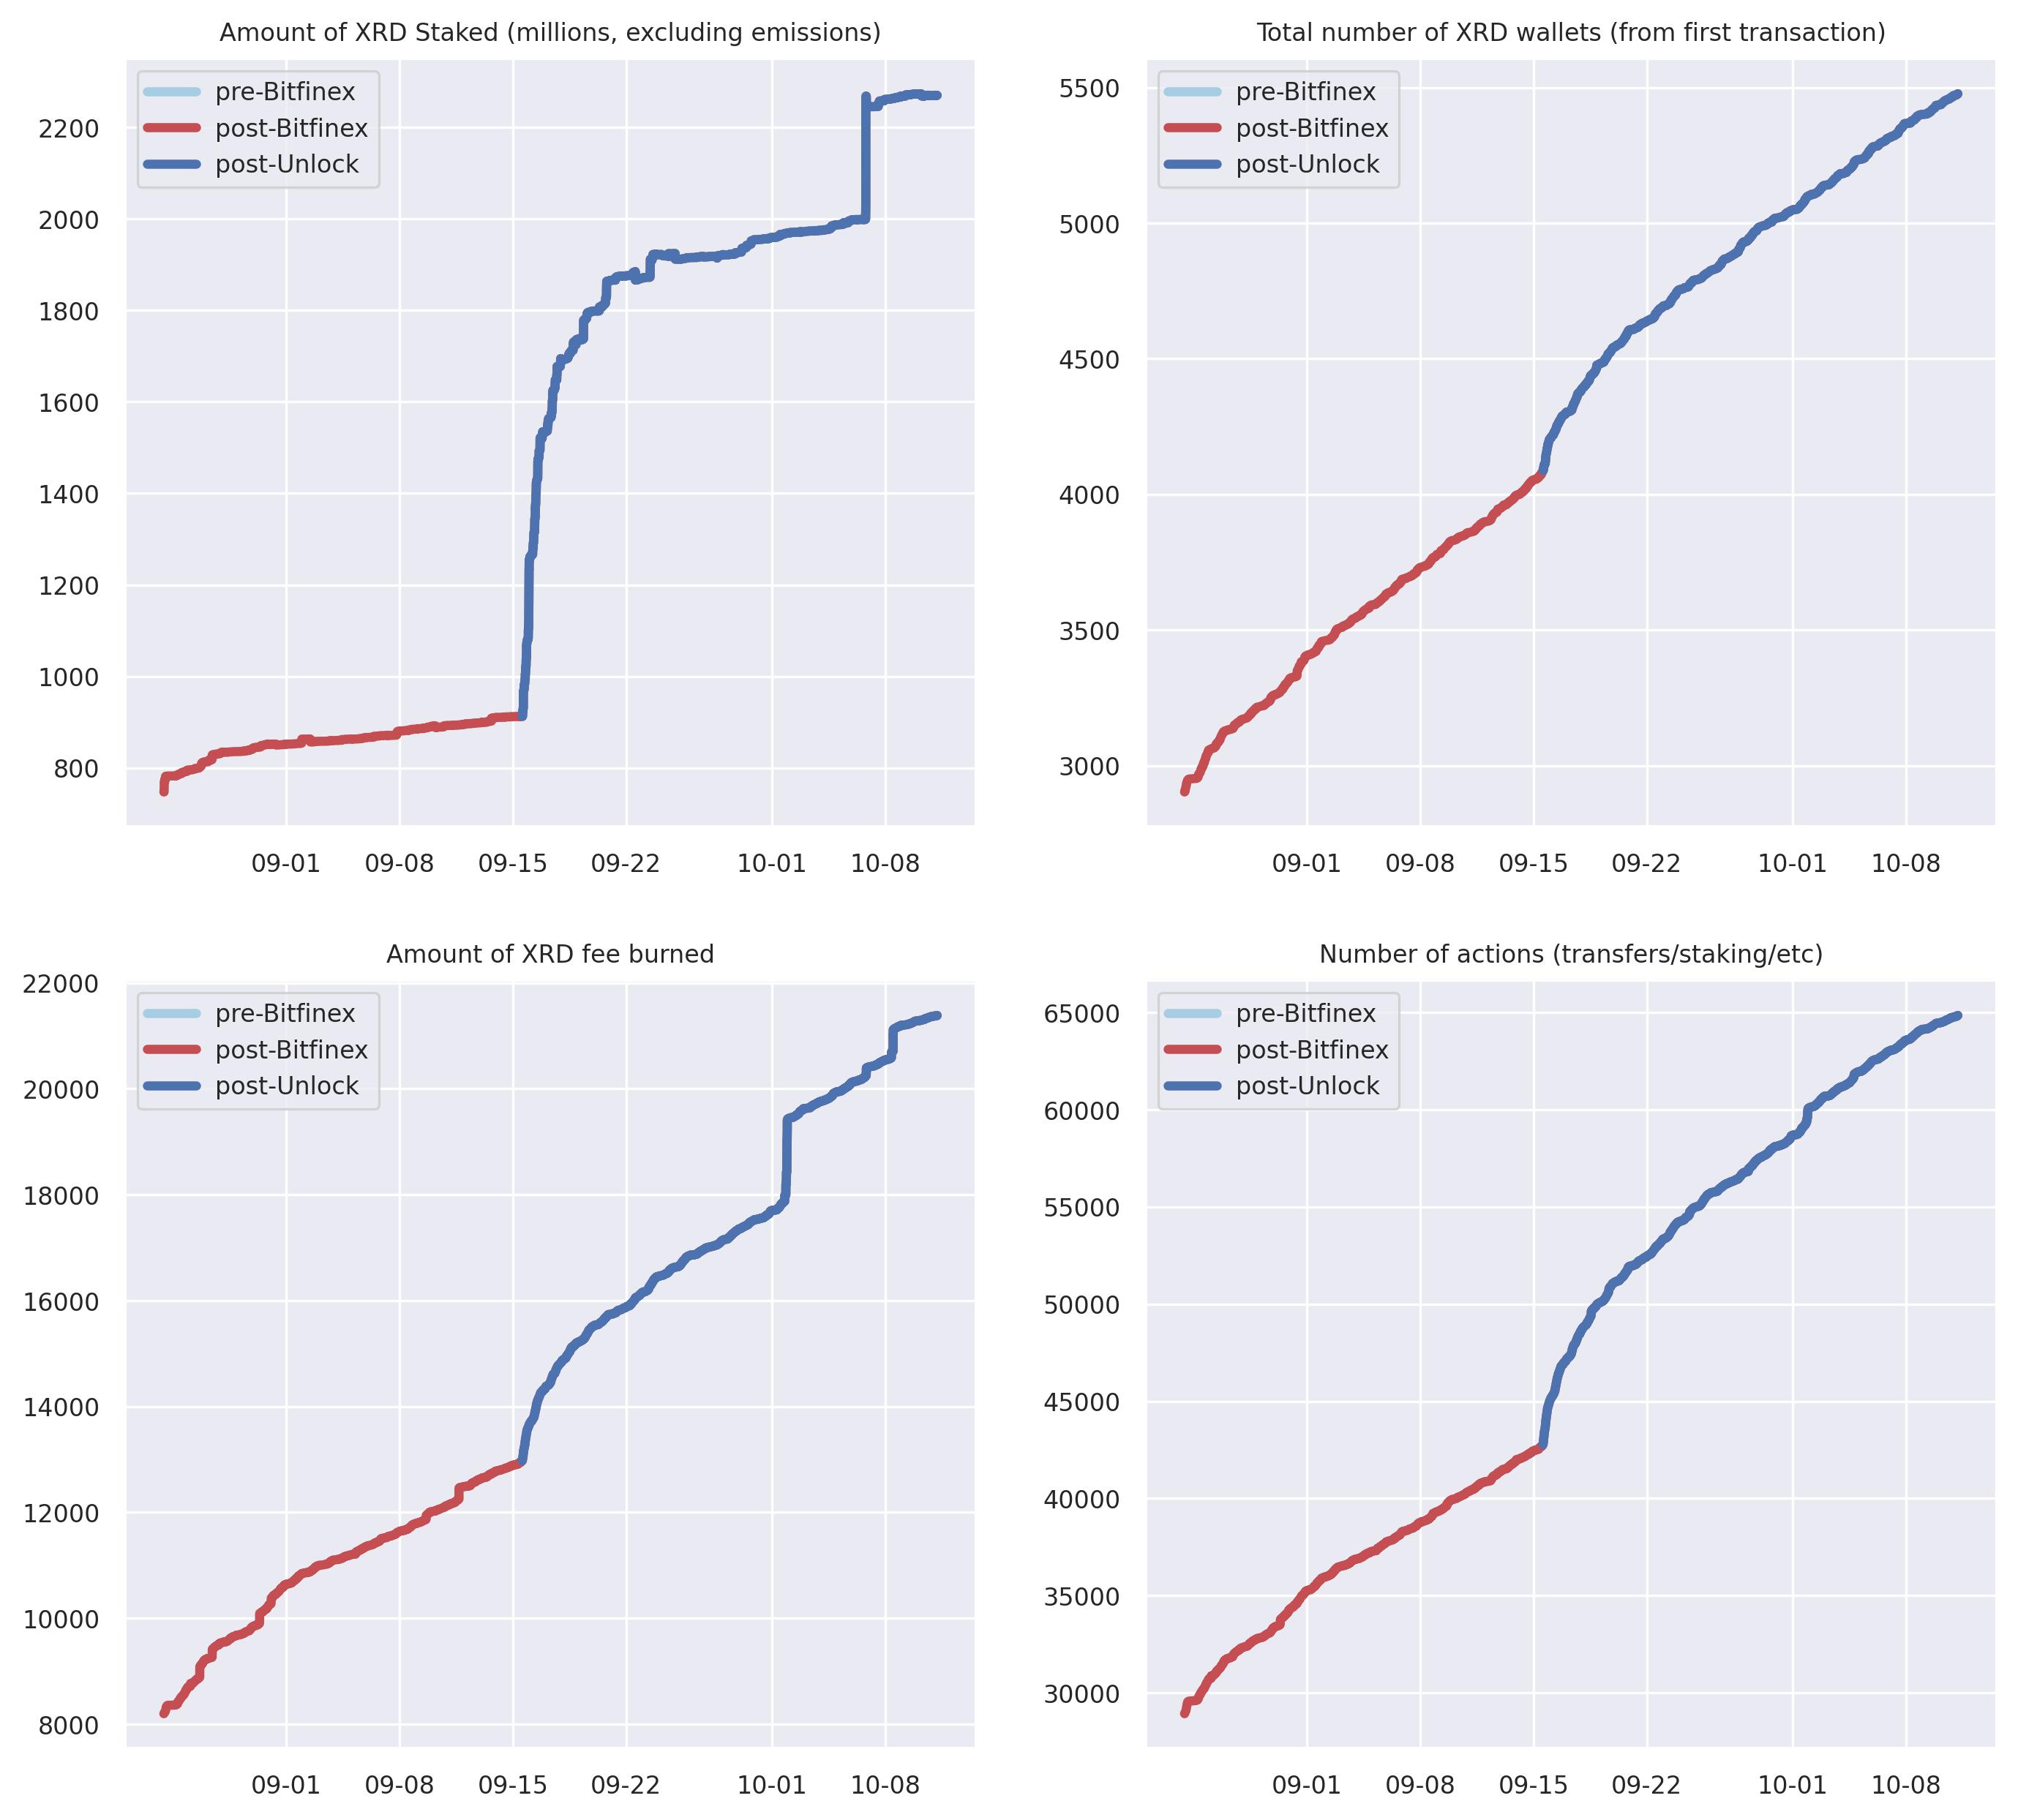 Amount of XRD Staked (millions, excluding emissions)
pre-Bitfinex
post-Bitfinex
post-Unlock
2200
2000
1800
1600
1400
1200
1000
800
09-01 09-08 09-15 09-22 10-01 10-08
Total number of XRD wallets (from first transaction)
pre-Bitfinex
post-Bitfinex
post-Unlock
5500
5000
4500
4000
3500
3000
09-01 09-08 09-15 09-22 10-01 10-08
Amount of XRD fee burned
pre-Bitfinex
post-Bitfinex
post-Unlock
22000
20000
18000
16000
14000
12000
10000
8000
09-01 09-08 09-15 09-22 10-01 10-08
Number of actions (transfers/staking/etc)
pre-Bitfinex
post-Bitfinex
post-Unlock
65000
60000
55000
50000
45000
40000
35000
30000
09-01 09-08 09-15 09-22 10-01 10-08